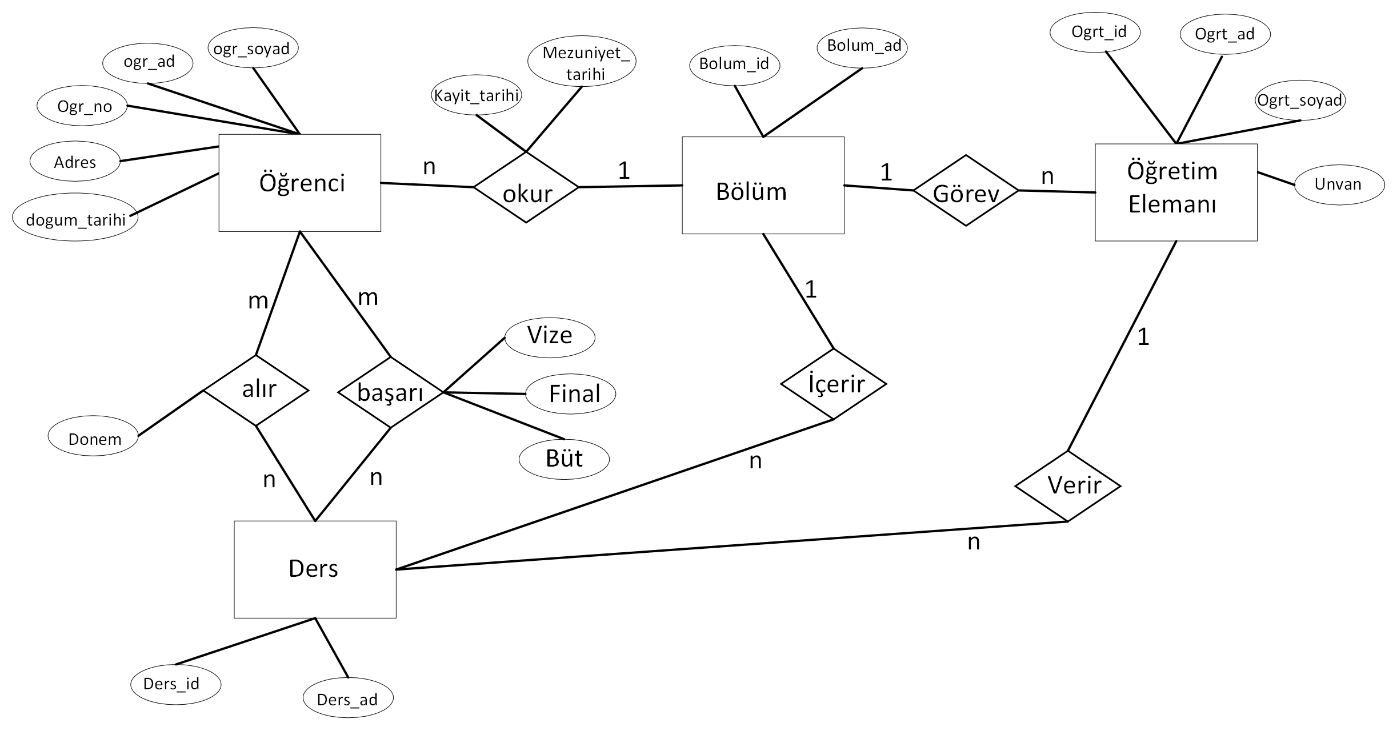 ogr_soyad
ogr_ad
Ogr_no
Adres
dogum_tarihi
Öğrenci
n
Kayit_tarihi
Mezuniyet_
tarihi
okur
1
Bolum_id
Bolum_ad
Bölüm
1
Görev
n
Ogrt_id
Ogrt_ad
Ogrt_soyad
Unvan
Öğretim
Elemanı
m
m
alır
başarı
Donem
Vize
Final
Büt
n
n
1
İçerir
n
1
Verir
n
Ders
Ders_id
Ders_ad